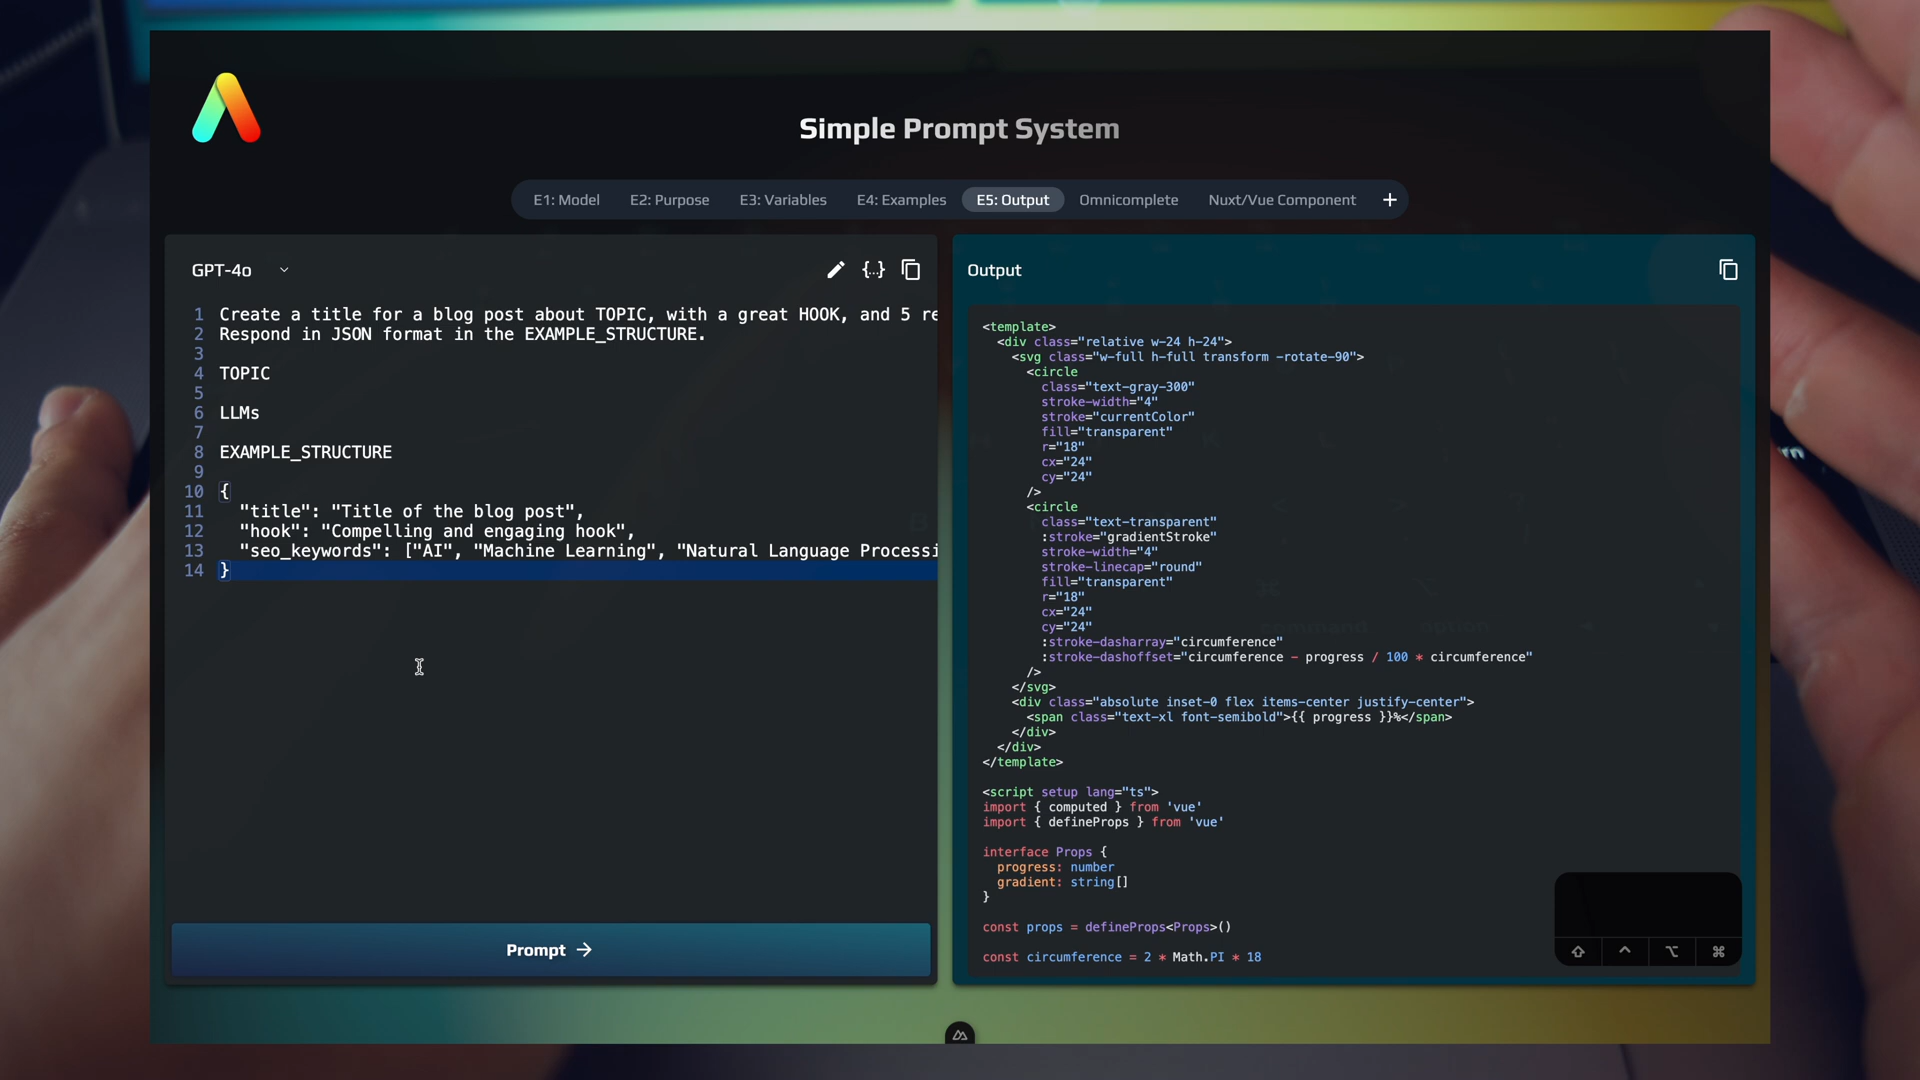 Simple Prompt System
E1: Model E2: Purpose E3: Variables E4: Examples E5: Output Omnicomplete Nuxt/Vue Component +
GPT-4o
{...}
1 Create a title for a blog post about TOPIC, with a great HOOK, and 5 re
2 Respond in JSON format in the EXAMPLE_STRUCTURE.
3
4 TOPIC
5
6 LLMs
7
8 EXAMPLE_STRUCTURE
9
10 {
11   "title": "Title of the blog post",
12   "hook": "Compelling and engaging hook",
13   "seo_keywords": ["AI", "Machine Learning", "Natural Language Processi
14 }
Prompt →
Output
<template>
  <div class="relative w-24 h-24">
    <svg class="w-full h-full transform -rotate-90">
      <circle
        class="text-gray-300"
        stroke-width="4"
        stroke="currentColor"
        fill="transparent"
        r="18"
        cx="24"
        cy="24"
      />
      <circle
        class="text-transparent"
        :stroke="gradientStroke"
        stroke-width="4"
        stroke-linecap="round"
        fill="transparent"
        r="18"
        cx="24"
        cy="24"
        :stroke-dasharray="circumference"
        :stroke-dashoffset="circumference - progress / 100 * circumference"
      />
    </svg>
    <div class="absolute inset-0 flex items-center justify-center">
      <span class="text-xl font-semibold">{{ progress }}%</span>
    </div>
  </div>
</template>
<script setup lang="ts">
import { computed } from 'vue'
import { defineProps } from 'vue'
interface Props {
  progress: number
  gradient: string[]
}
const props = defineProps<Props>()
const circumference = 2 * Math.PI * 18
⇧ ^ ⌥ ⌘